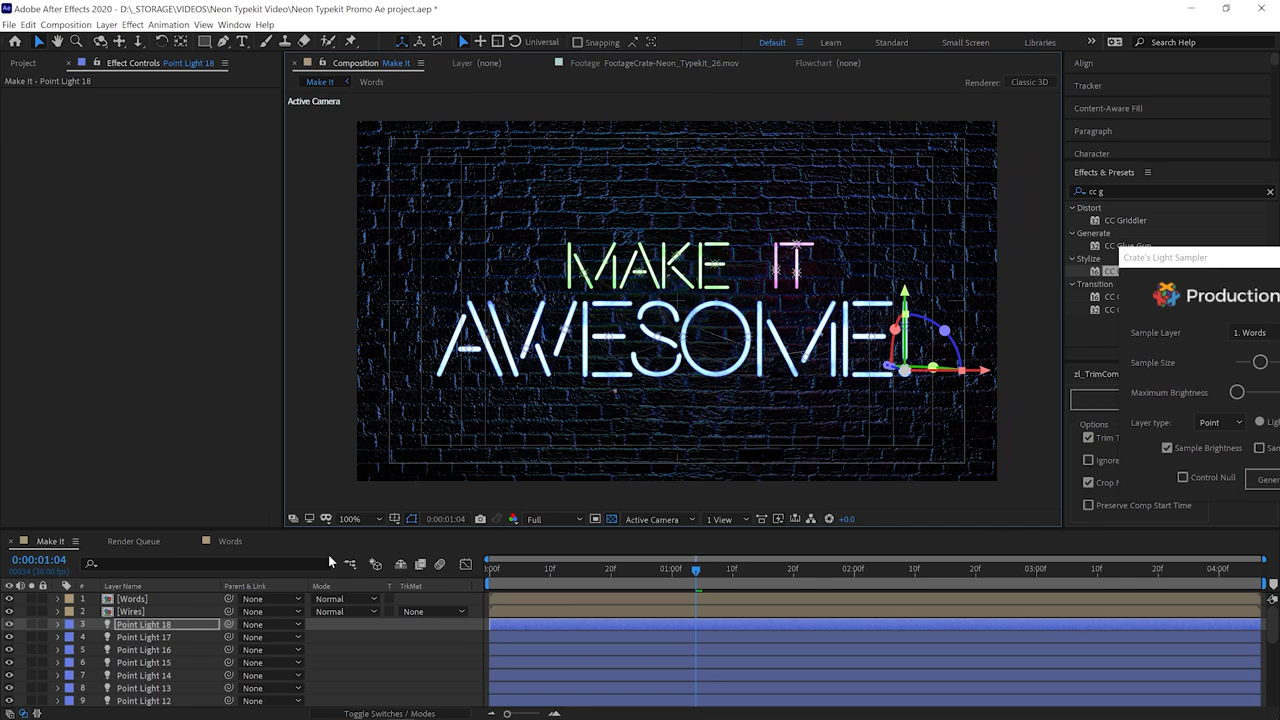 Adobe After Effects 2020 - D:\_STORAGE\VIDEOS\Neon Typekit Video\Neon Typekit Promo Ae project.aep *
File Edit Composition Layer Effect Animation View Window Help
Universal Snapping Default Learn Standard Small Screen Libraries Search Help
Project Effect Controls Point Light 18 Composition Make It Layer (none) Footage FootageCrate-Neon_Typekit_26.mov Flowchart (none) Align
Make It • Point Light 18 Make It Words Renderer: Classic 3D
Tracker
Active Camera
Content-Aware Fill
Paragraph
Character
Effects & Presets
cc g
Distort
CC Griddler
Generate
CC Glue Gun
Stylize
Crate's Light Sampler
CC
Transition
CC
CC
Production
MAKE IT
AWESOME
Sample Layer 1. Words
Sample Size
zl_TrimCom
Maximum Brightness
Options
Layer type: Point Lig
Trim T
Sample Brightness Sa
Ignore
Control Null Gener
Crop N
Preserve Comp Start Time
100% 0:00:01:04 Full Active Camera 1 View +0.0
Make It Render Queue Words
0:00:01:04
00034 (30.00 fps)
:00f 10f 20f 01:00f 10f 20f 02:00f 10f 20f 03:00f 10f 20f 04:00f
# Layer Name Parent & Link Mode T TrkMat
1 [Words] None Normal
2 [Wires] None Normal None
3 Point Light 18 None
4 Point Light 17 None
5 Point Light 16 None
6 Point Light 15 None
7 Point Light 14 None
8 Point Light 13 None
9 Point Light 12 None
Toggle Switches / Modes